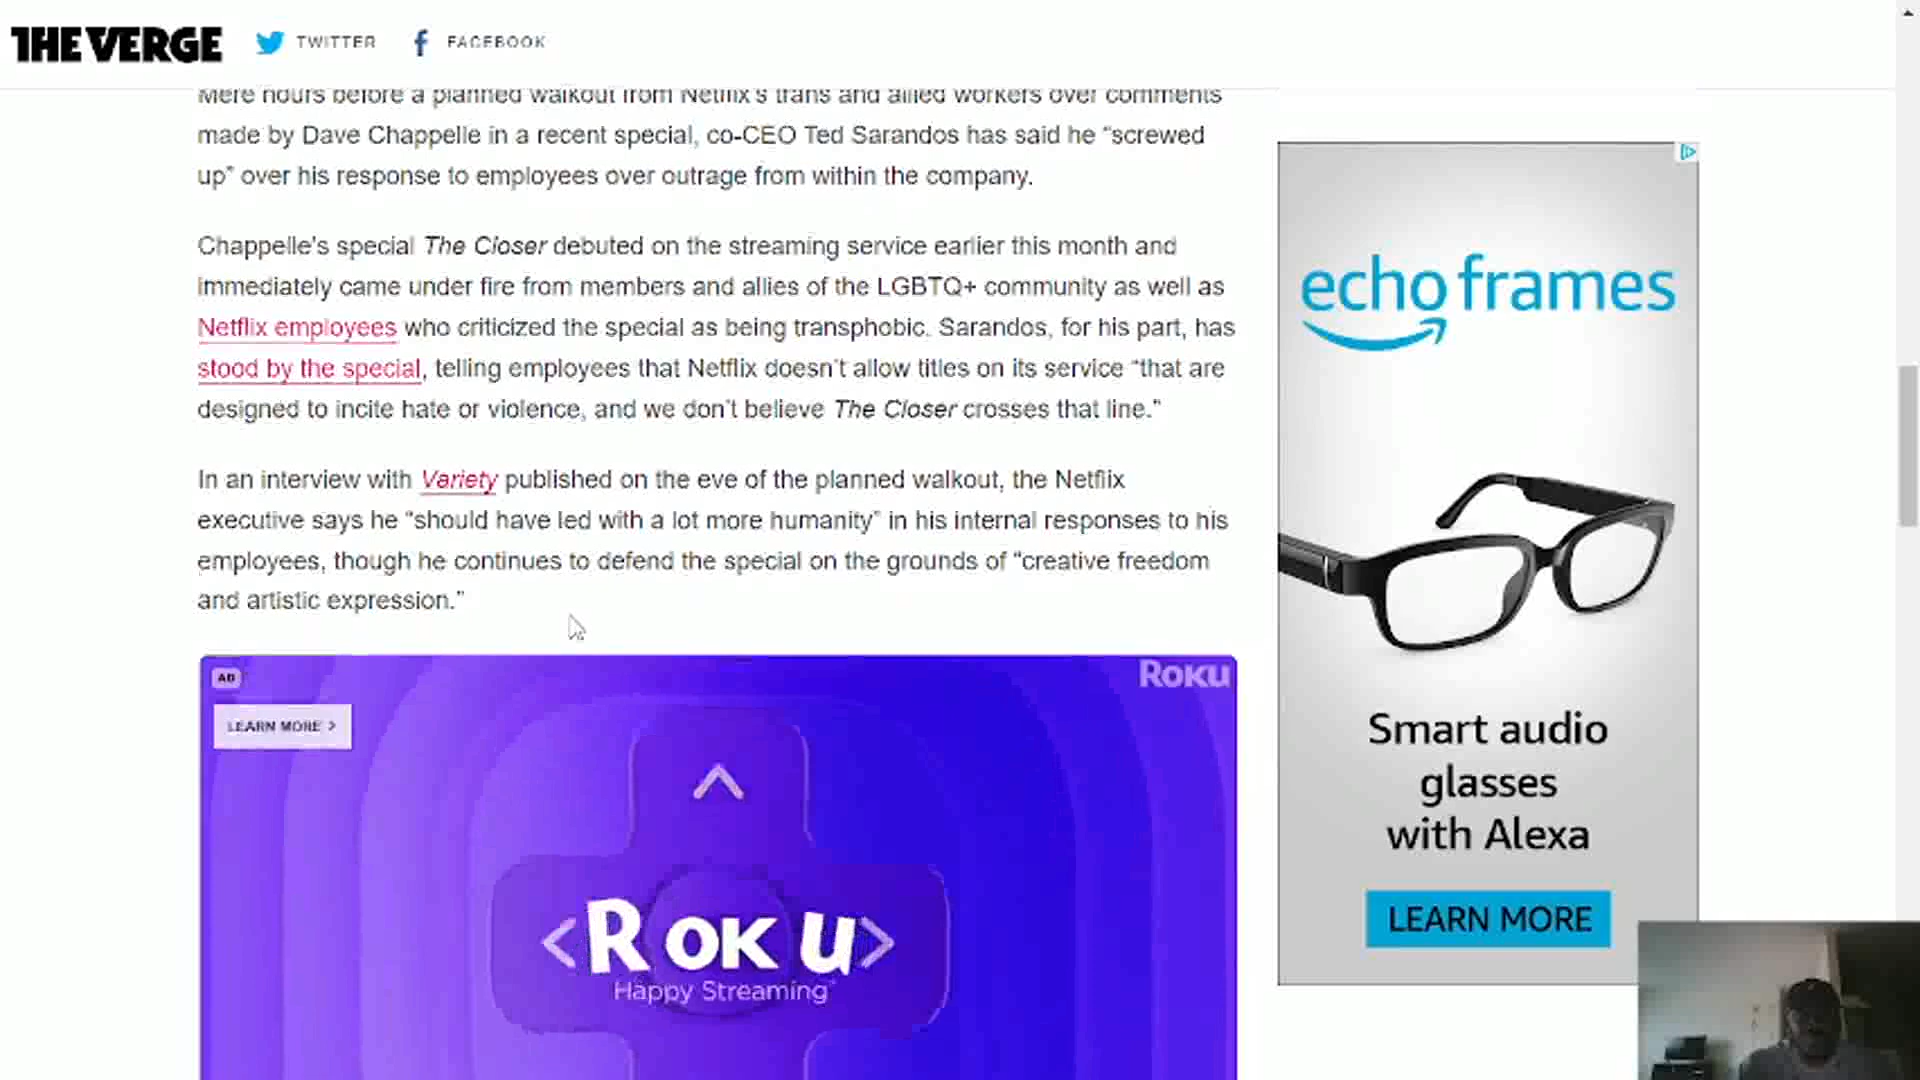 THE VERGE TWITTER FACEBOOK
Mere hours before a planned walkout from Netflix's trans and allied workers over comments
made by Dave Chappelle in a recent special, co-CEO Ted Sarandos has said he “screwed
up” over his response to employees over outrage from within the company.
Chappelle's special The Closer debuted on the streaming service earlier this month and
immediately came under fire from members and allies of the LGBTQ+ community as well as
Netflix employees who criticized the special as being transphobic. Sarandos, for his part, has
stood by the special, telling employees that Netflix doesn't allow titles on its service “that are
designed to incite hate or violence, and we don't believe The Closer crosses that line.”
In an interview with Variety published on the eve of the planned walkout, the Netflix
executive says he “should have led with a lot more humanity” in his internal responses to his
employees, though he continues to defend the special on the grounds of “creative freedom
and artistic expression.”
AD
Roku
LEARN MORE >
ROKU
Happy Streaming™
echo frames
Smart audio
glasses
with Alexa
LEARN MORE